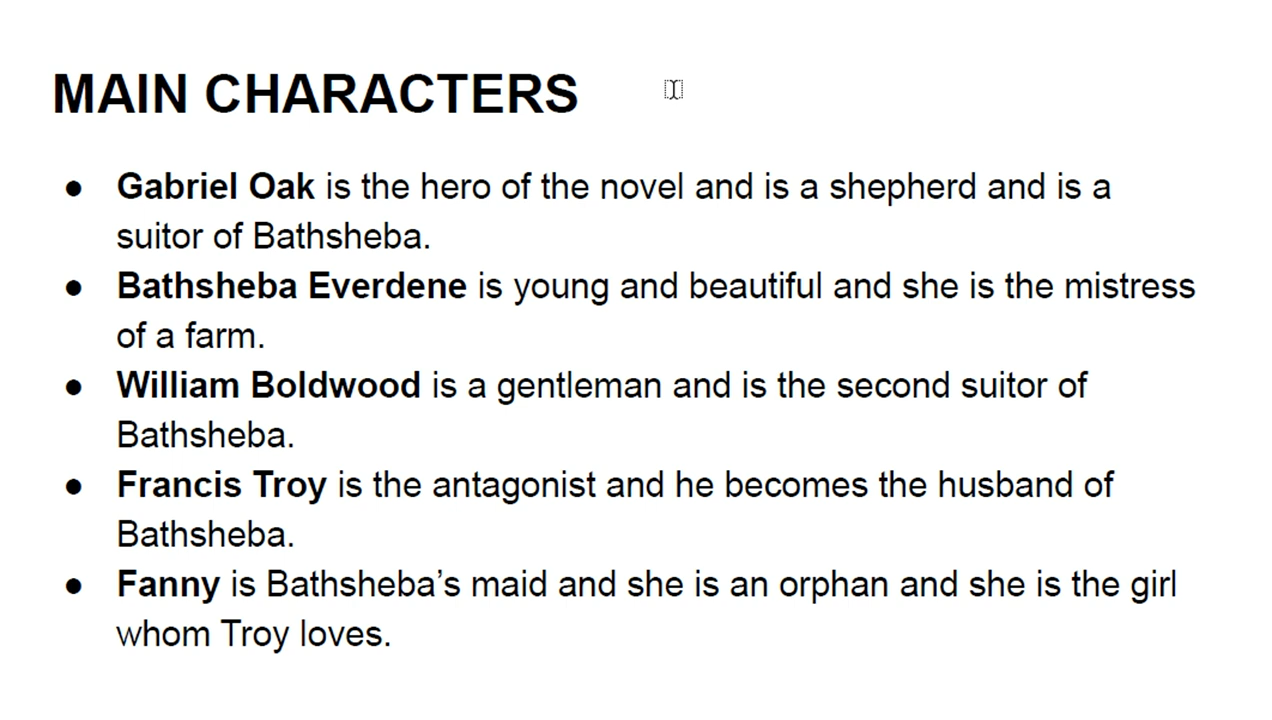 MAIN CHARACTERS
● Gabriel Oak is the hero of the novel and is a shepherd and is a
suitor of Bathsheba.
● Bathsheba Everdene is young and beautiful and she is the mistress
of a farm.
● William Boldwood is a gentleman and is the second suitor of
Bathsheba.
● Francis Troy is the antagonist and he becomes the husband of
Bathsheba.
● Fanny is Bathsheba’s maid and she is an orphan and she is the girl
whom Troy loves.